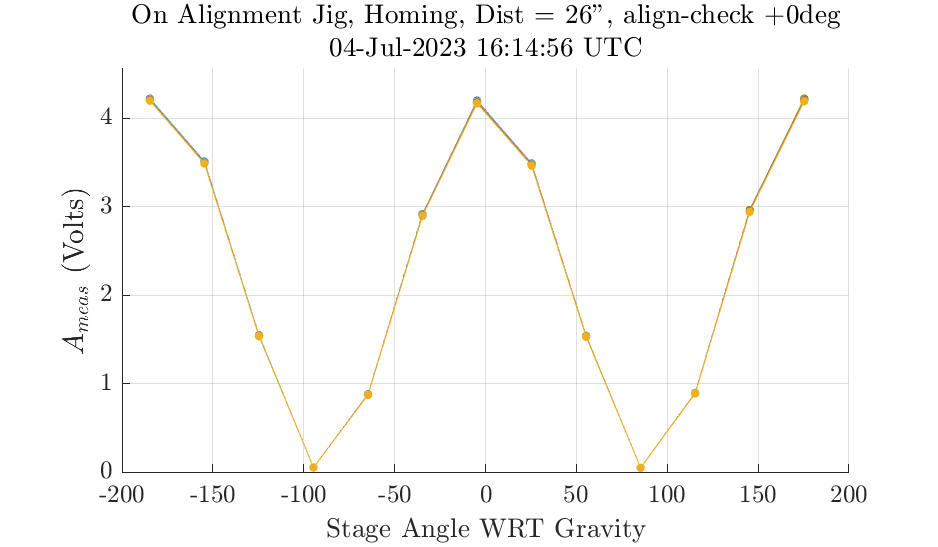 On Alignment Jig, Homing, Dist = 26”, align-check +0deg
04-Jul-2023 16:14:56 UTC
A_meas (Volts)
4
3
2
1
0
-200 -150 -100 -50 0 50 100 150 200
Stage Angle WRT Gravity